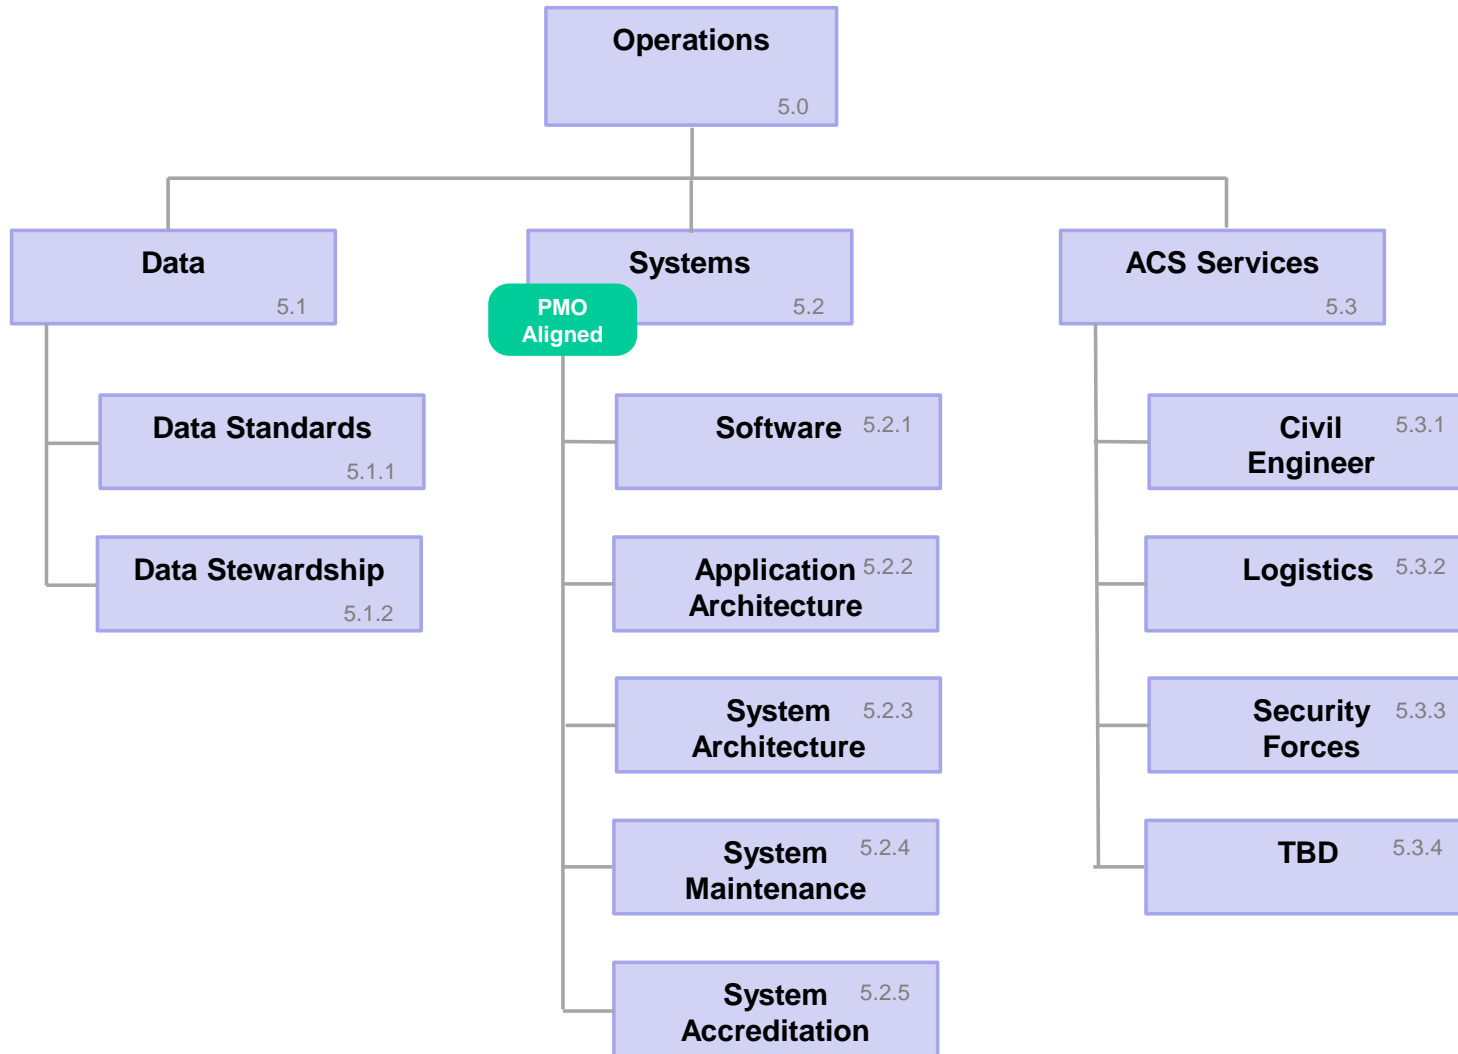 Operations
5.0
Data
5.1
Systems
5.2
PMO
Aligned
ACS Services
5.3
Data Standards
5.1.1
Data Stewardship
5.1.2
Software 5.2.1
Application 5.2.2
Architecture
System 5.2.3
Architecture
System 5.2.4
Maintenance
System 5.2.5
Accreditation
Civil 5.3.1
Engineer
Logistics 5.3.2
Security 5.3.3
Forces
TBD 5.3.4